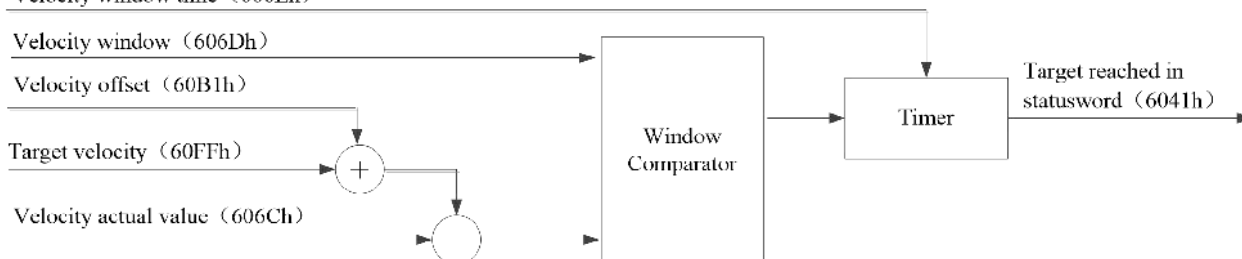 Velocity window (606Dh)
Velocity offset (60B1h)
Target velocity (60FFh)
+
Velocity actual value (606Ch)
Window
Comparator
Timer
Target reached in
statusword (6041h)